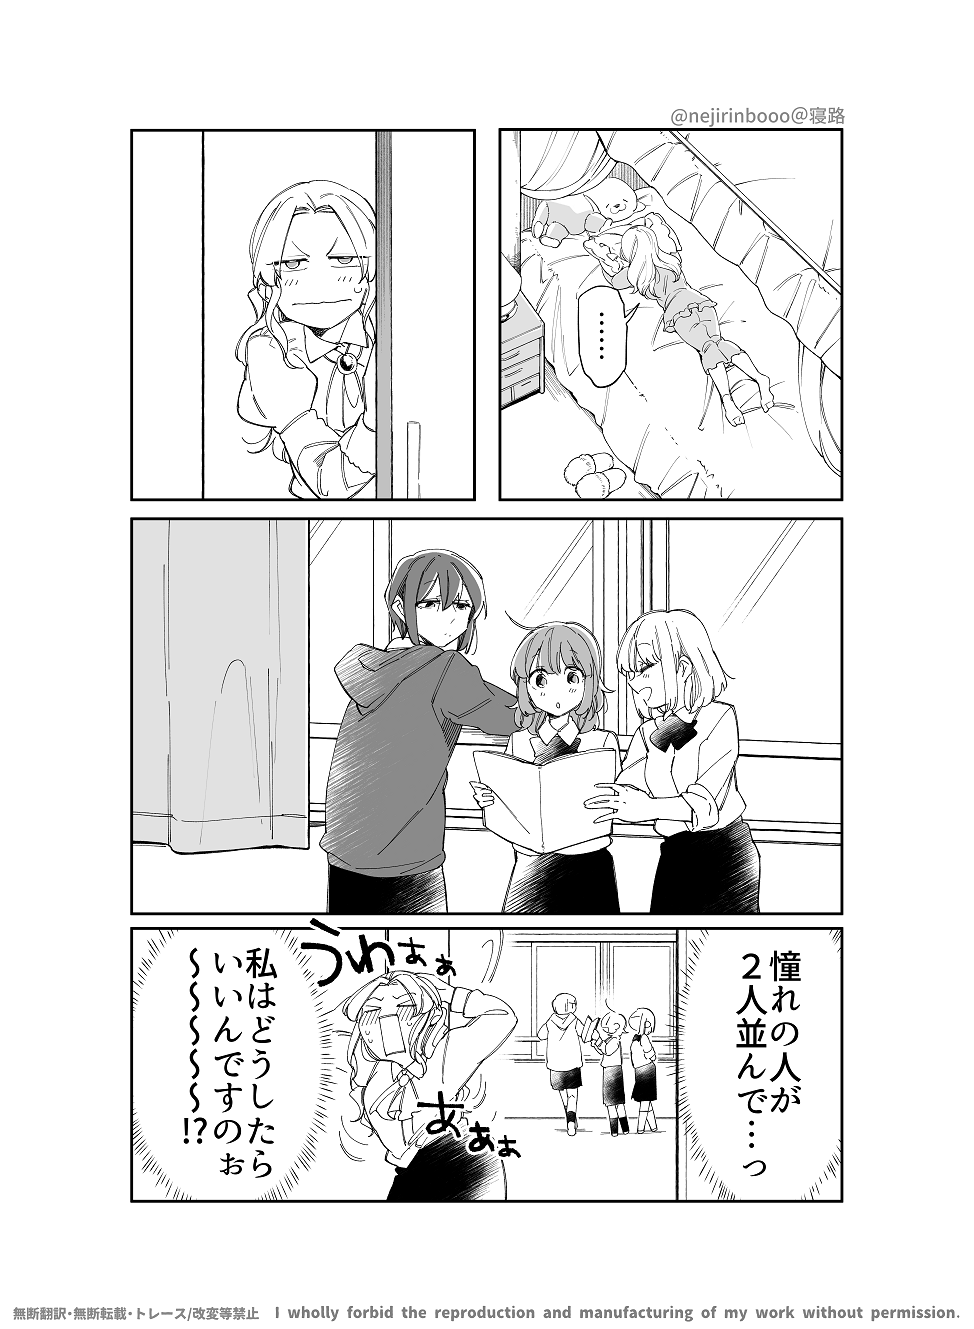 @nejirinbooo@寝路
………
憧れの人が
２人並んで…っ
うわぁぁ
あぁぁ
私はどうしたら
いいんですのぉ
〜〜〜〜〜!?
無断翻訳・無断転載・トレース/改変等禁止 I wholly forbid the reproduction and manufacturing of my work without permission.